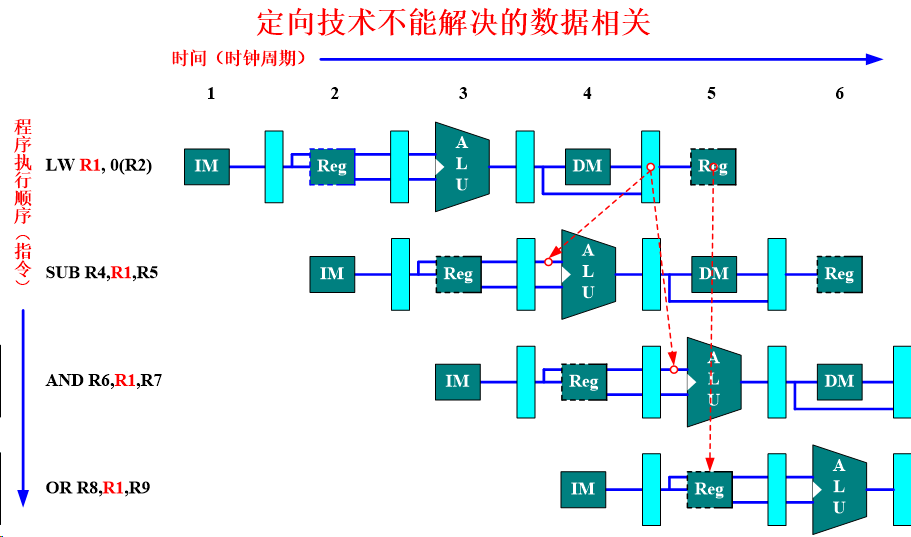 定向技术不能解决的数据相关
时间（时钟周期）
1 2 3 4 5 6
程序执行顺序（指令）
LW R1, 0(R2)
IM Reg ALU DM Reg
SUB R4,R1,R5
IM Reg ALU DM Reg
AND R6,R1,R7
IM Reg ALU DM
OR R8,R1,R9
IM Reg ALU